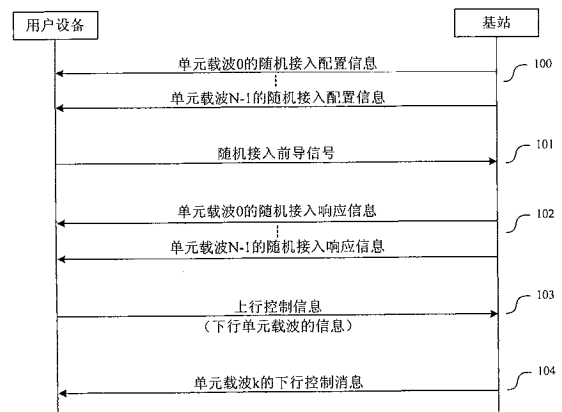 用户设备
基站
单元载波0的随机接入配置信息
100
单元载波N-1的随机接入配置信息
101
随机接入前导信号
单元载波0的随机接入响应信息
102
单元载波N-1的随机接入响应信息
103
上行控制信息
（下行单元载波的信息）
104
单元载波k的下行控制消息